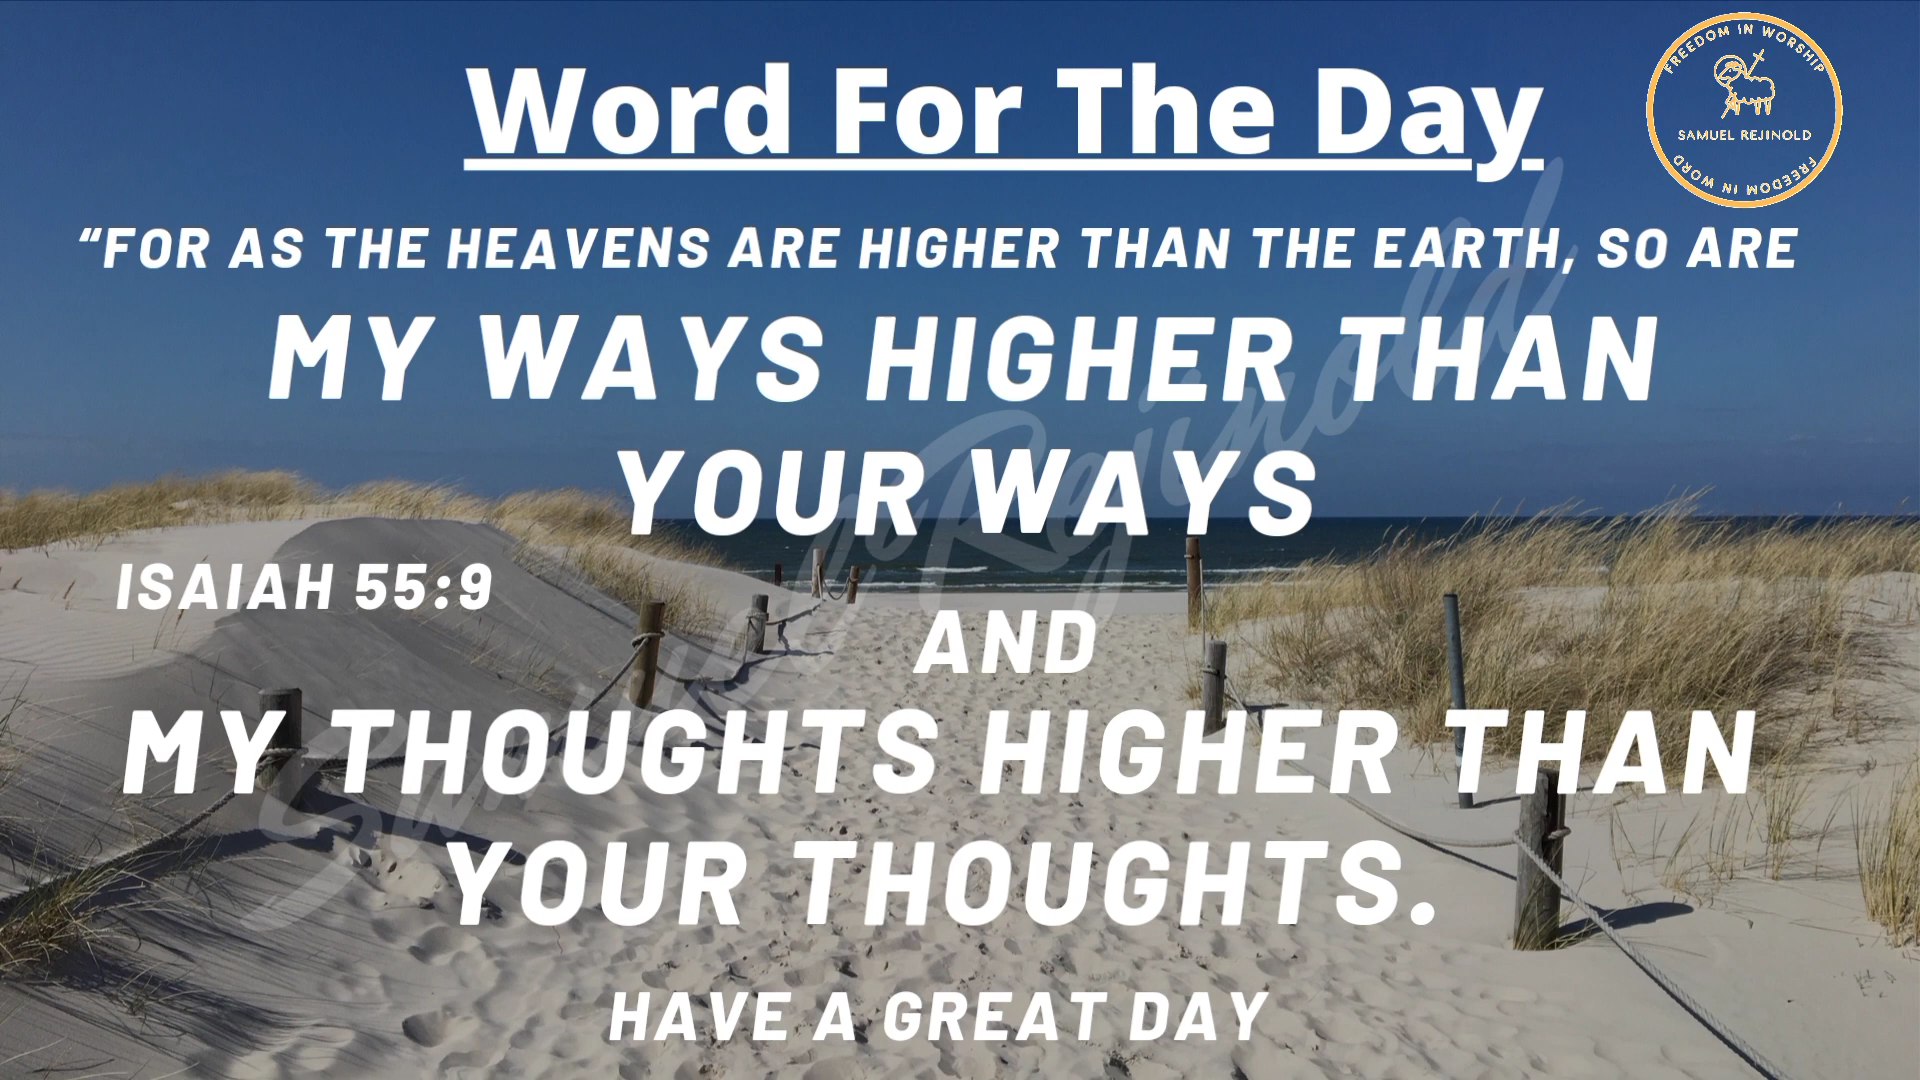 Word For The Day
FREEDOM IN WORSHIP
SAMUEL REJINOLD
FREEDOM IN WORD
“FOR AS THE HEAVENS ARE HIGHER THAN THE EARTH, SO ARE
MY WAYS HIGHER THAN
YOUR WAYS
ISAIAH 55:9
AND
MY THOUGHTS HIGHER THAN
YOUR THOUGHTS.
HAVE A GREAT DAY
Samuel Rejinold